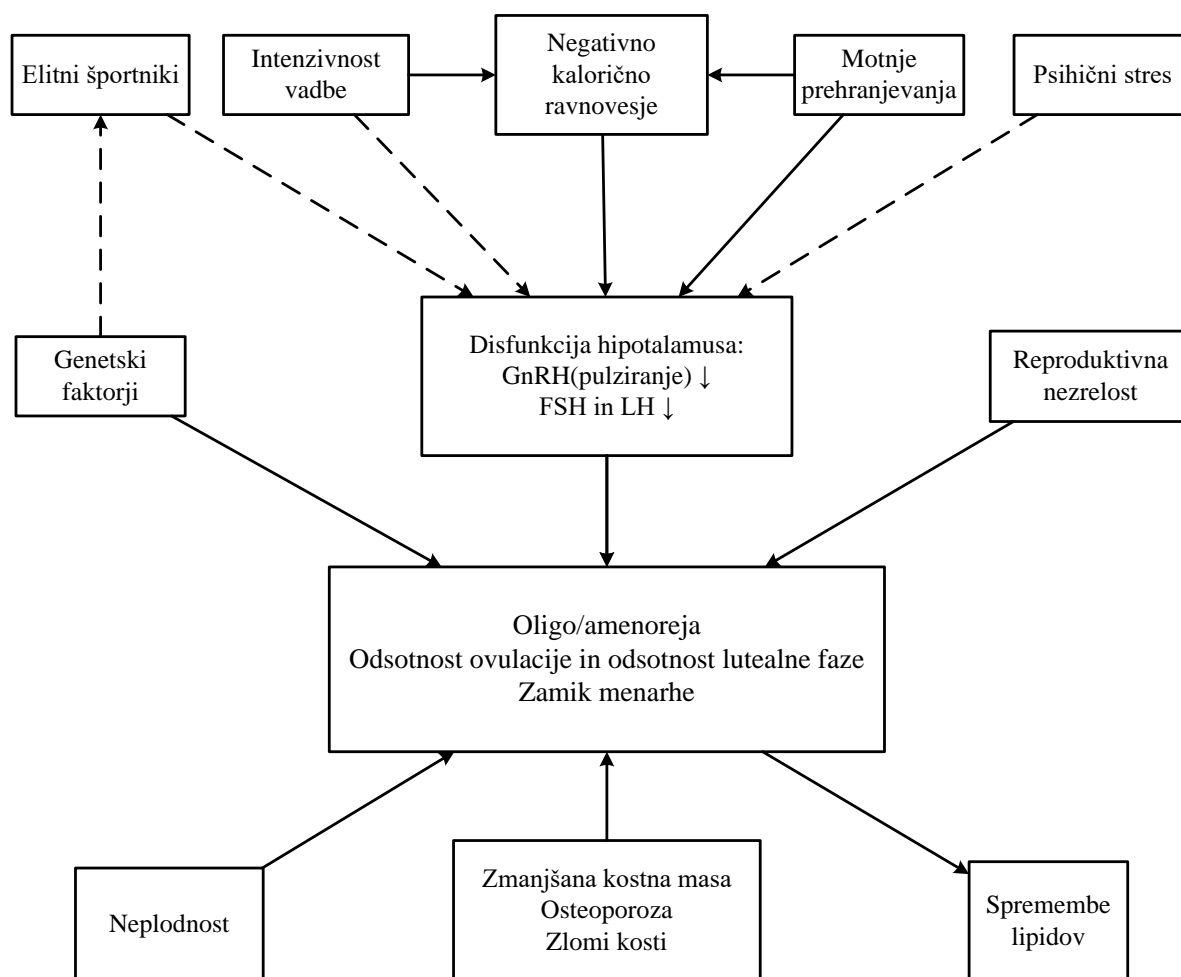 Elitni športniki
Intenzivnost
vadbe
Negativno
kalorično
ravnovesje
Motnje
prehranjevanja
Psihični stres
Genetski
faktorji
Disfunkcija hipotalamusa:
GnRH(pulziranje) ↓
FSH in LH ↓
Reproduktivna
nezrelost
Oligo/amenoreja
Odsotnost ovulacije in odsotnost lutealne faze
Zamik menarhe
Neplodnost
Zmanjšana kostna masa
Osteoporoza
Zlomi kosti
Spremembe
lipidov